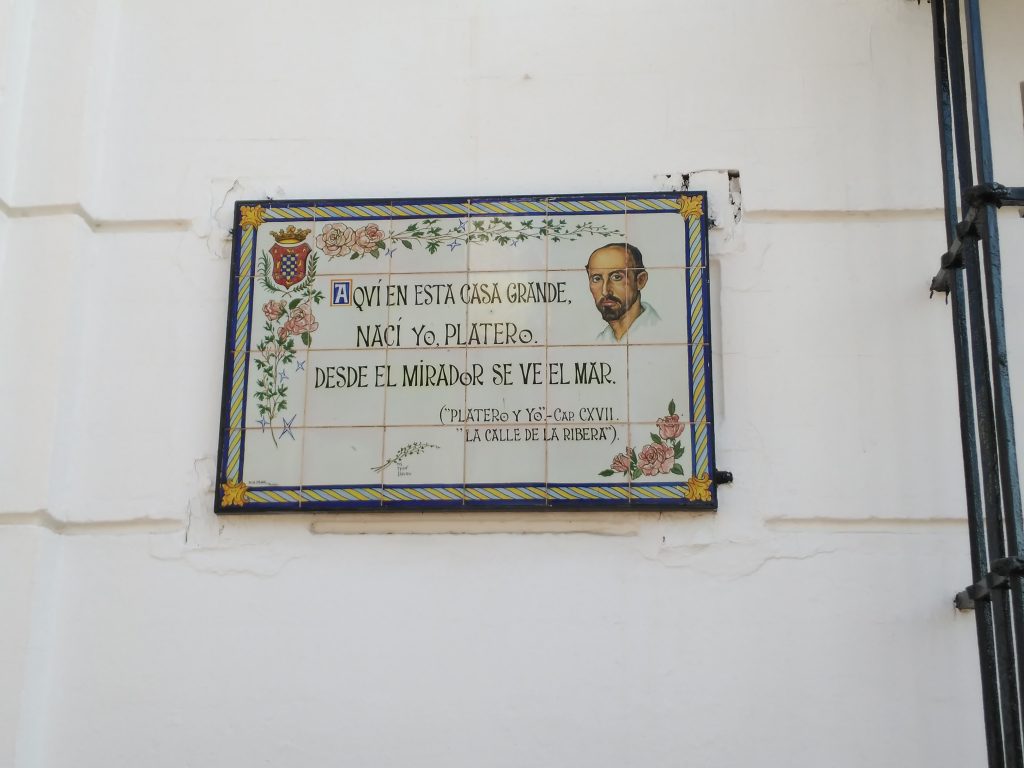 AQVÍ EN ESTA CASA GRANDE,
NACÍ YO, PLATERO.
DESDE EL MIRADOR SE VE EL MAR.
("PLATERO Y YO".-CAP CXVII.
"LA CALLE DE LA RIBERA").